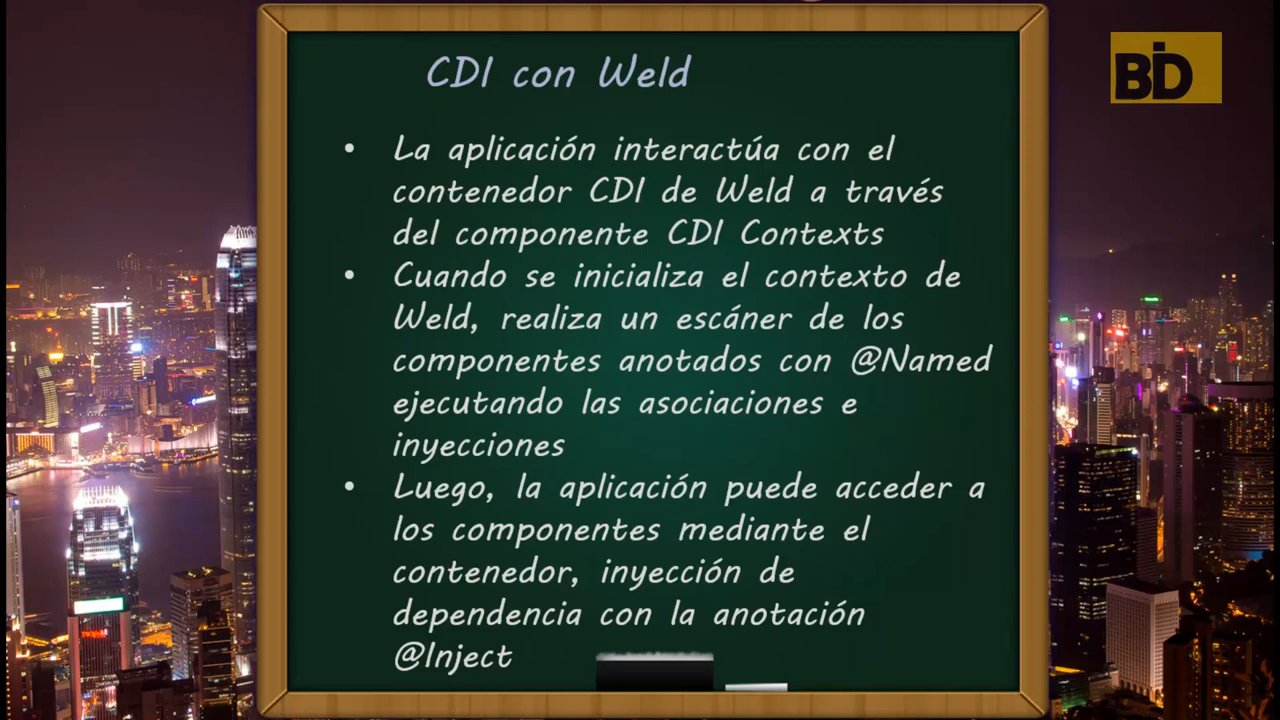 CDI con Weld
BID
• La aplicación interactúa con el
contenedor CDI de Weld a través
del componente CDI Contexts
• Cuando se inicializa el contexto de
Weld, realiza un escáner de los
componentes anotados con @Named
ejecutando las asociaciones e
inyecciones
• Luego, la aplicación puede acceder a
los componentes mediante el
contenedor, inyección de
dependencia con la anotación
@Inject